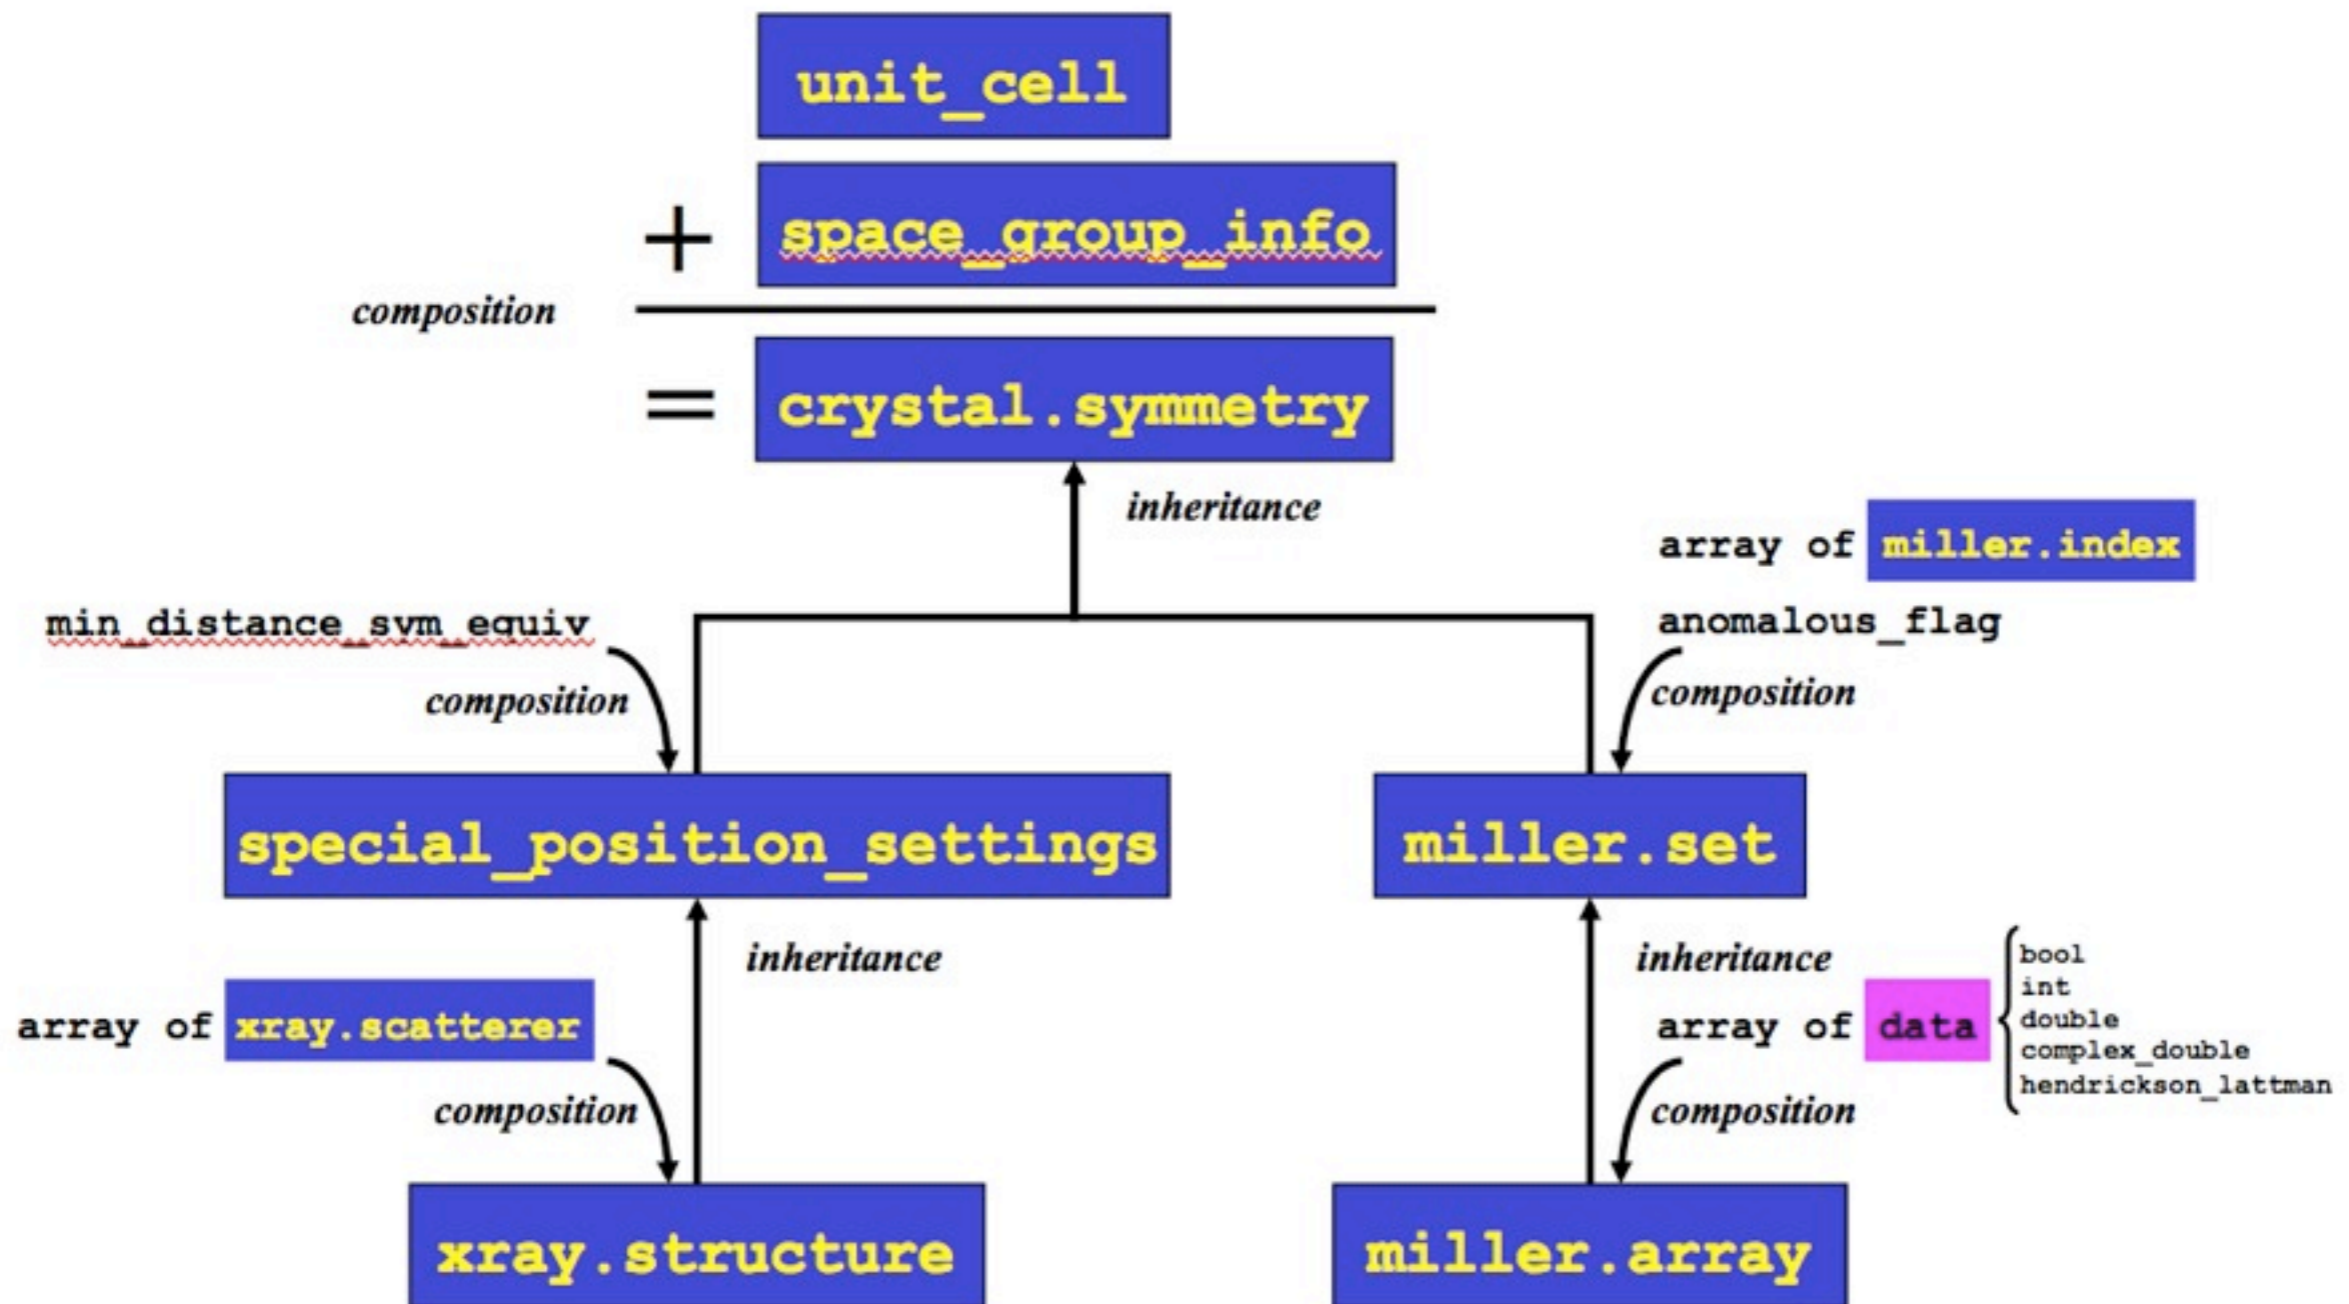 unit_cell
+ space_group_info
composition
= crystal.symmetry
inheritance
array of miller.index
min_distance_sym_equiv
anomalous_flag
composition
composition
special_position_settings
miller.set
inheritance
inheritance
bool
int
array of xray.scatterer
array of data
double
complex_double
hendrickson_lattman
composition
composition
xray.structure
miller.array